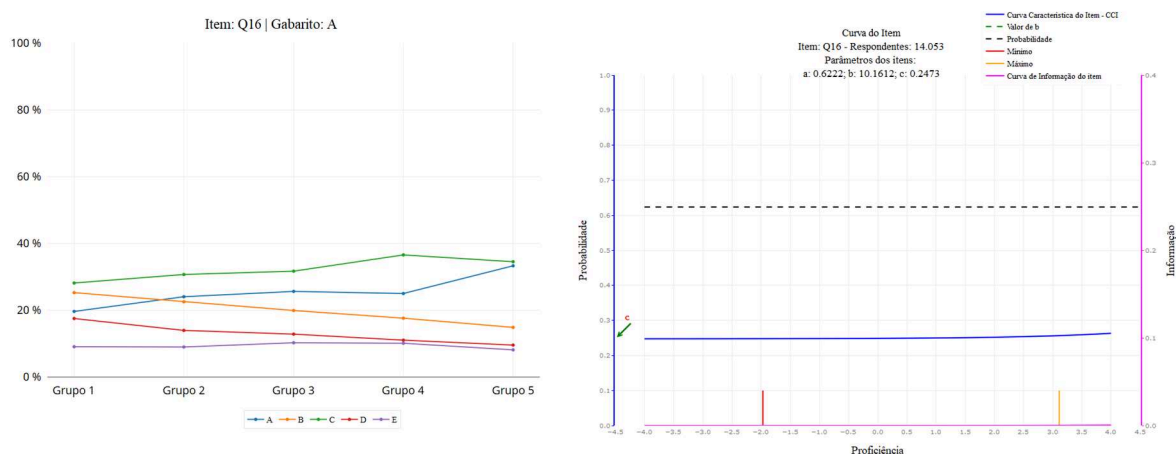 Item: Q16 | Gabarito: A
100 %
80 %
60 %
40 %
20 %
0 %
Grupo 1
Grupo 2
Grupo 3
Grupo 4
Grupo 5
A
B
C
D
E
Curva do Item
Item: Q16 - Respondentes: 14.053
Parâmetros dos itens:
a: 0.6222; b: 10.1612; c: 0.2473
Curva Característica do Item - CCI
Valor de b
Probabilidade
Mínimo
Máximo
Curva de Informação do item
Probabilidade
1.0
0.9
0.8
0.7
0.6
0.5
0.4
0.3
0.2
0.1
0.0
c
−4.5
−4.0
−3.5
−3.0
−2.5
−2.0
−1.5
−1.0
−0.5
0.0
0.5
1.0
1.5
2.0
2.5
3.0
3.5
4.0
4.5
Proficiência
0.4
0.3
0.2
0.1
0.0
Informação